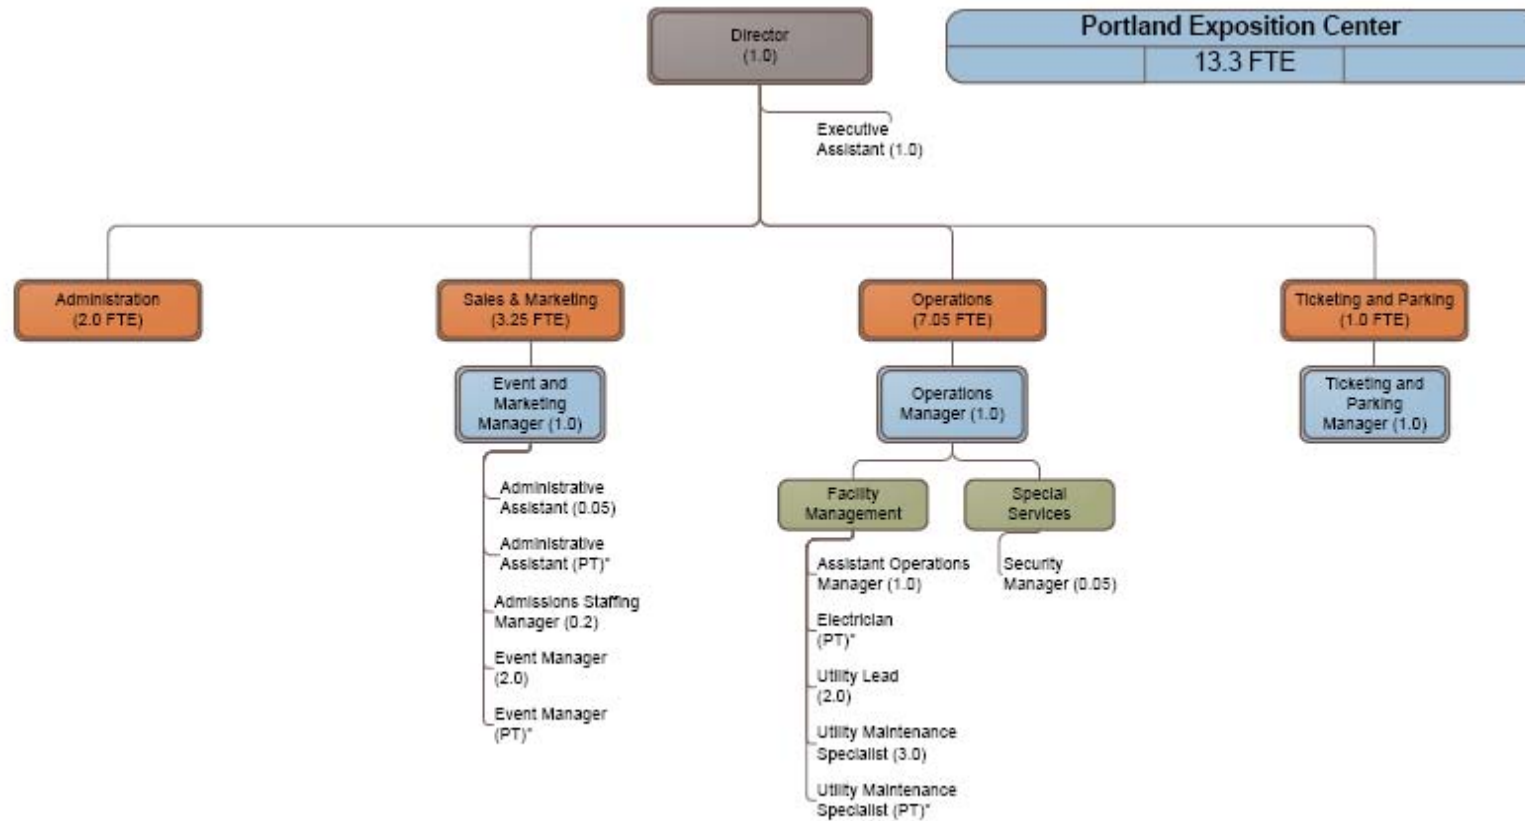 Director
(1.0)
Portland Exposition Center
13.3 FTE
Executive
Assistant (1.0)
Administration
(2.0 FTE)
Sales & Marketing
(3.25 FTE)
Operations
(7.05 FTE)
Ticketing and Parking
(1.0 FTE)
Event and
Marketing
Manager (1.0)
Operations
Manager (1.0)
Ticketing and
Parking
Manager (1.0)
Administrative
Assistant (0.05)
Administrative
Assistant (PT)*
Admissions Staffing
Manager (0.2)
Event Manager
(2.0)
Event Manager
(PT)*
Facility
Management
Special
Services
Assistant Operations
Manager (1.0)
Electrician
(PT)*
Utility Lead
(2.0)
Utility Maintenance
Specialist (3.0)
Utility Maintenance
Specialist (PT)*
Security
Manager (0.05)